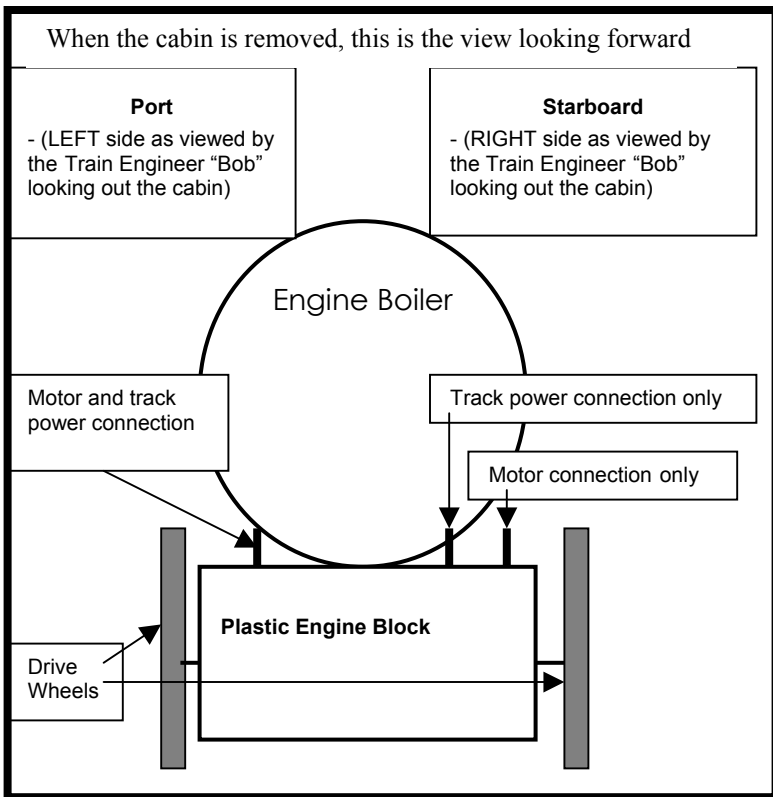 When the cabin is removed, this is the view looking forward
Port
- (LEFT side as viewed by
the Train Engineer “Bob”
looking out the cabin)
Starboard
- (RIGHT side as viewed by
the Train Engineer “Bob”
looking out the cabin)
Engine Boiler
Motor and track
power connection
Track power connection only
Motor connection only
Plastic Engine Block
Drive
Wheels